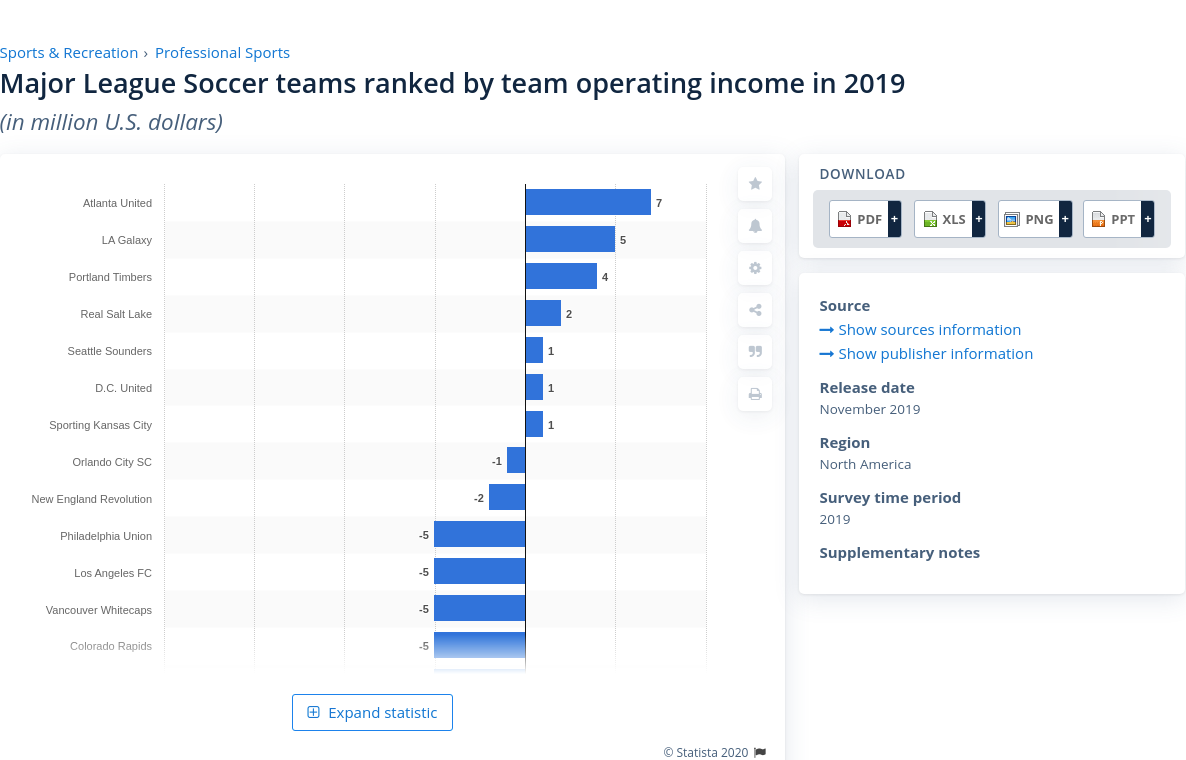 Sports & Recreation › Professional Sports
Major League Soccer teams ranked by team operating income in 2019
(in million U.S. dollars)
Atlanta United 7
LA Galaxy 5
Portland Timbers 4
Real Salt Lake 2
Seattle Sounders 1
D.C. United 1
Sporting Kansas City 1
Orlando City SC -1
New England Revolution -2
Philadelphia Union -5
Los Angeles FC -5
Vancouver Whitecaps -5
Colorado Rapids -5
Expand statistic
© Statista 2020
DOWNLOAD
PDF + XLS + PNG + PPT +
Source
Show sources information
Show publisher information
Release date
November 2019
Region
North America
Survey time period
2019
Supplementary notes